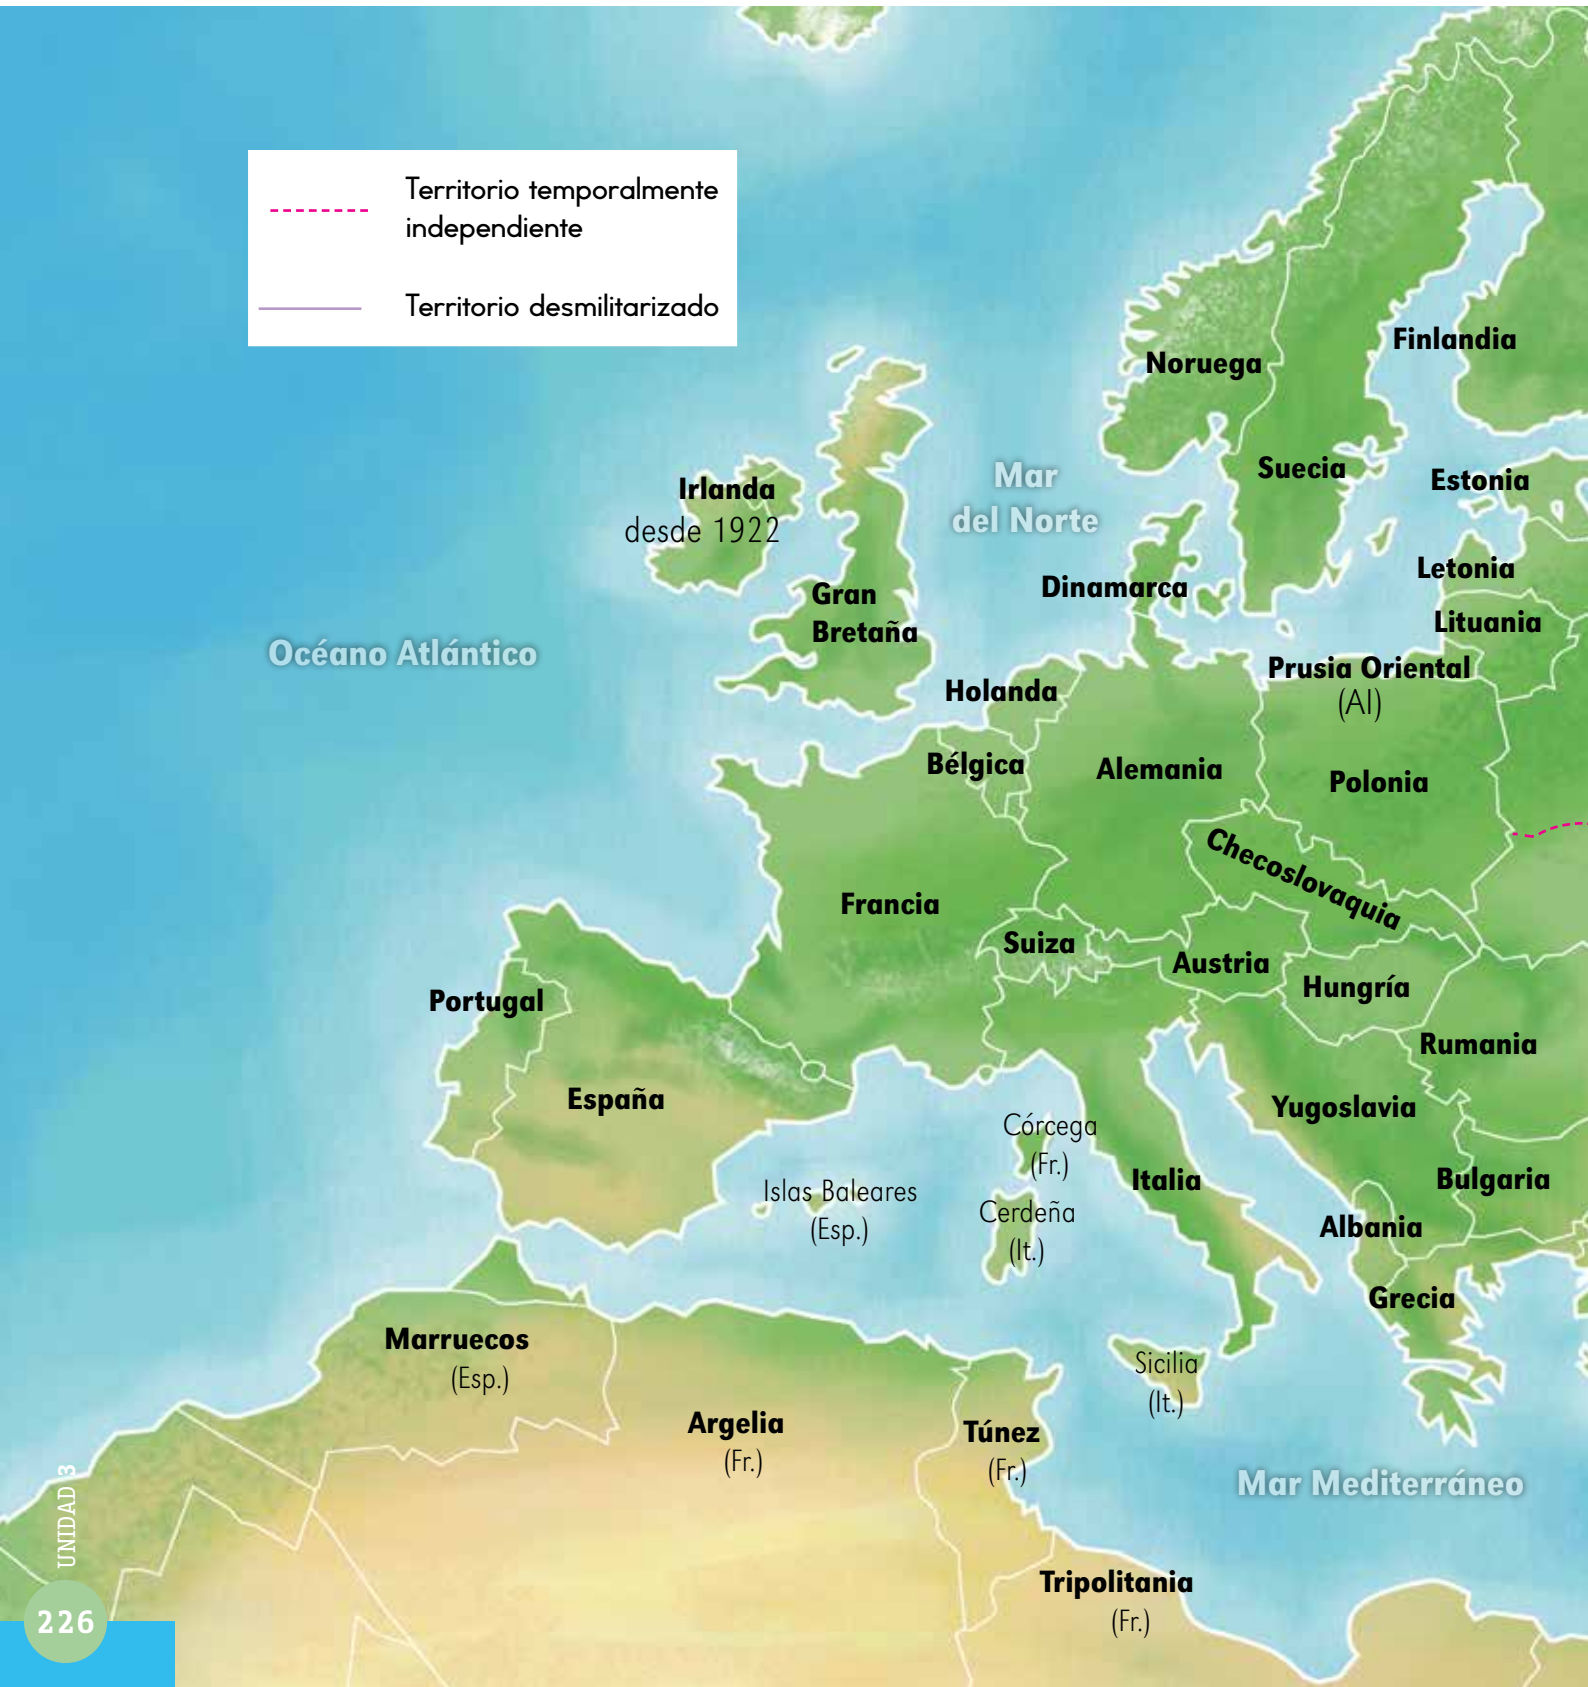 Territorio temporalmente
independiente
Territorio desmilitarizado
Noruega
Finlandia
Suecia
Estonia
Mar
del Norte
Irlanda
desde 1922
Letonia
Dinamarca
Gran
Bretaña
Lituania
Océano Atlántico
Prusia Oriental
(Al)
Holanda
Bélgica
Alemania
Polonia
Checoslovaquia
Francia
Suiza
Austria
Hungría
Portugal
Rumania
España
Yugoslavia
Córcega
(Fr.)
Italia
Bulgaria
Islas Baleares
(Esp.)
Cerdeña
(It.)
Albania
Grecia
Marruecos
(Esp.)
Sicilia
(It.)
Argelia
(Fr.)
Túnez
(Fr.)
Mar Mediterráneo
Tripolitania
(Fr.)
UNIDAD 3
226